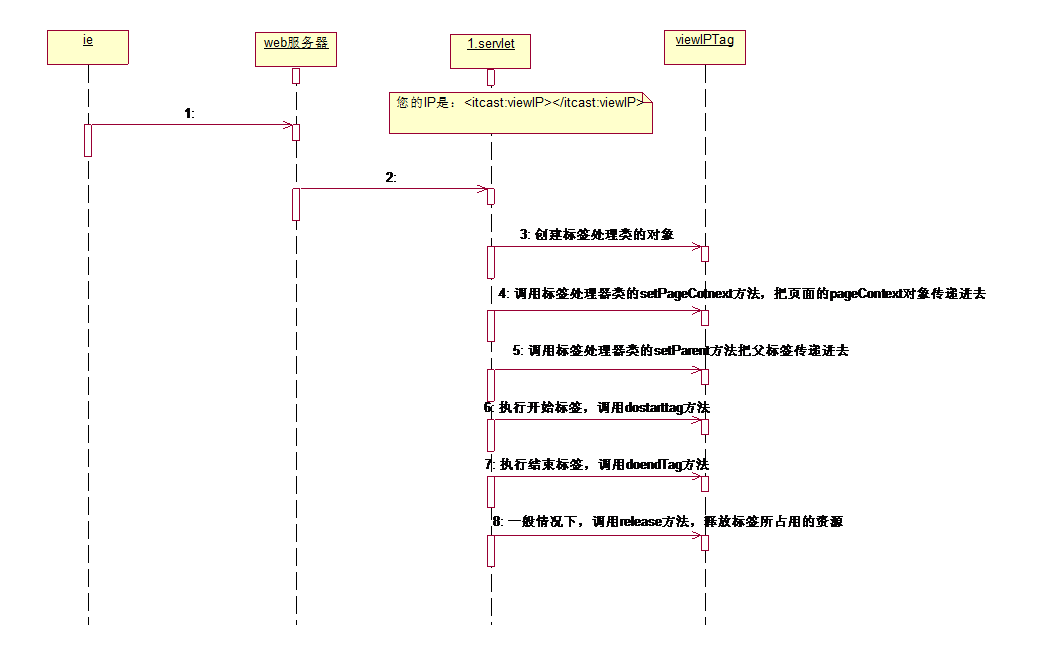 ie
web服务器
1.servlet
viewIPTag
您的IP是：<itcast:viewIP></itcast:viewIP>
1:
2:
3: 创建标签处理类的对象
4: 调用标签处理器类的setPageCotnext方法，把页面的pageContext对象传递进去
5: 调用标签处理器类的setParent方法把父标签传递进去
6: 执行开始标签，调用dostarttag方法
7: 执行结束标签，调用doendTag方法
8: 一般情况下，调用release方法，释放标签所占用的资源